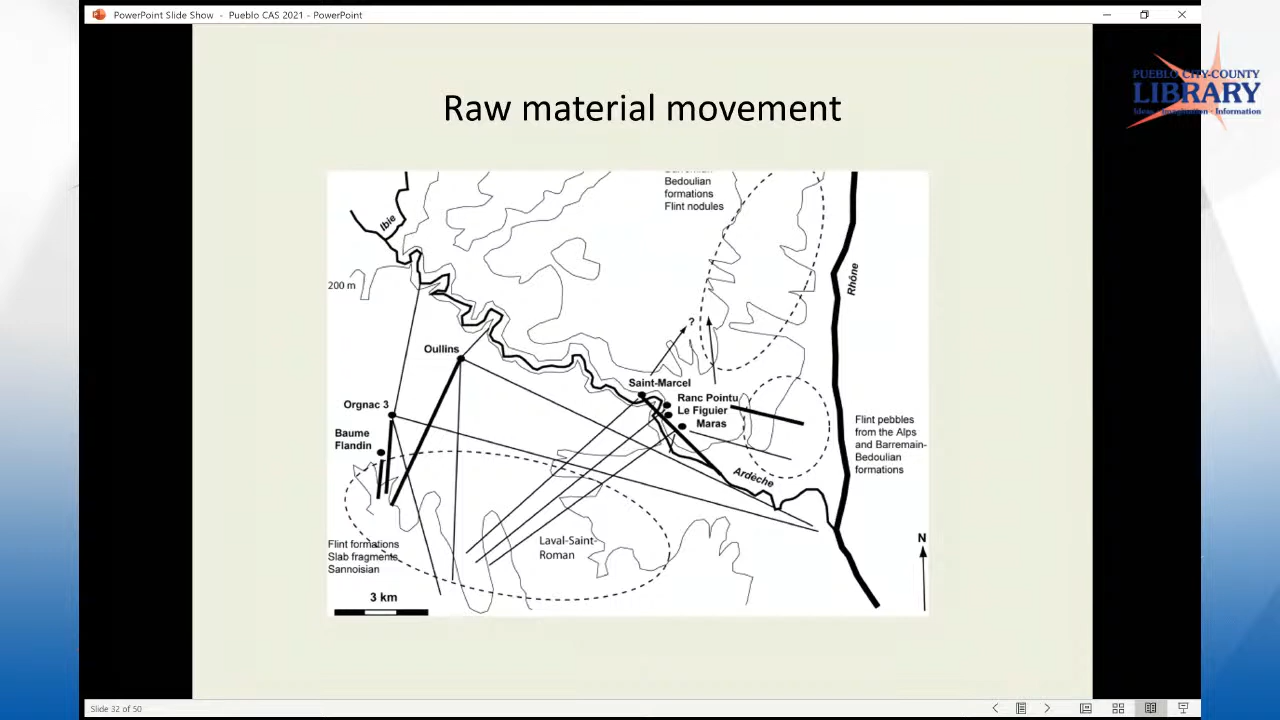 PowerPoint Slide Show - Pueblo CAS 2021 - PowerPoint
PUEBLO CITY-COUNTY
LIBRARY
Ideas · Imagination · Information
Raw material movement
Bedoulian
formations
Flint nodules
Ibie
Rhône
200 m
?
Oullins
Saint-Marcel
Ranc Pointu
Le Figuier
Maras
Orgnac 3
Baume
Flandin
Flint pebbles
from the Alps
and Barremain-
Bedoulian
formations
Ardèche
Flint formations
Slab fragments
Sannoisian
Laval-Saint-
Roman
N
3 km
Slide 32 of 50